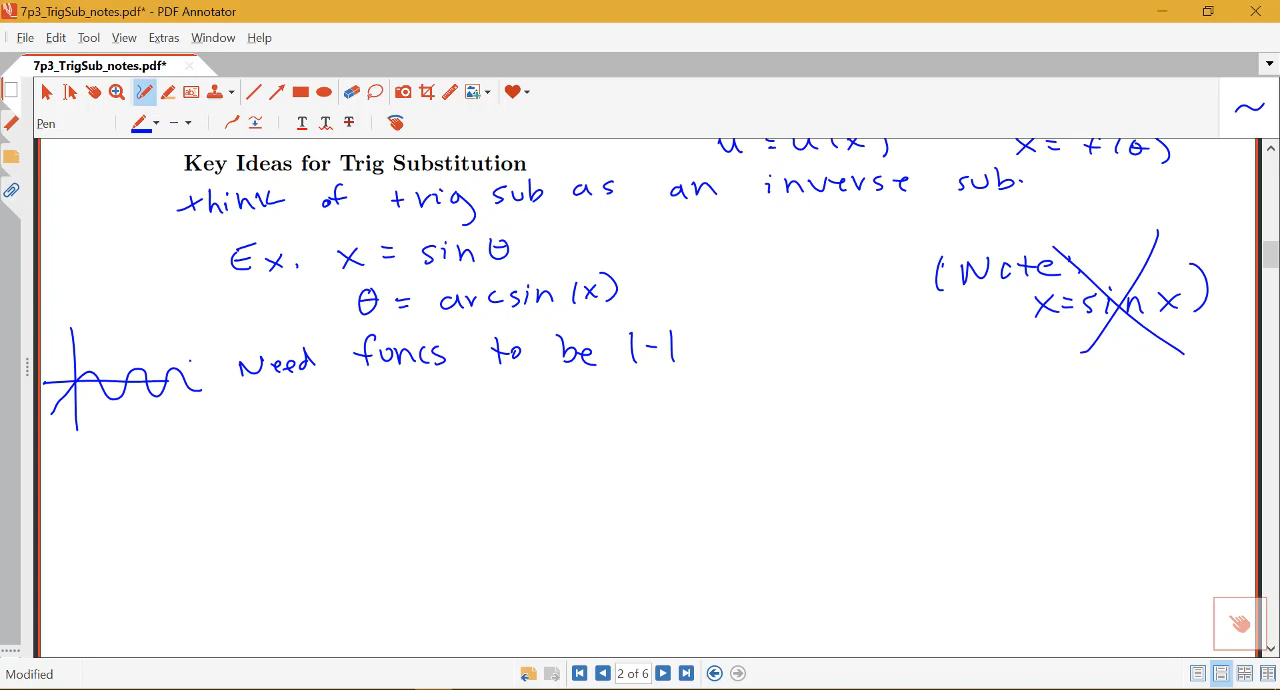 7p3_TrigSub_notes.pdf* - PDF Annotator
File Edit Tool View Extras Window Help
7p3_TrigSub_notes.pdf*
Pen
u = u(x) x = f(θ)
Key Ideas for Trig Substitution
think of trig sub as an inverse sub.
Ex. x = sin θ
(Note:
θ = arcsin(x)
x=sin x)
Need funcs to be 1-1
Modified
2 of 6